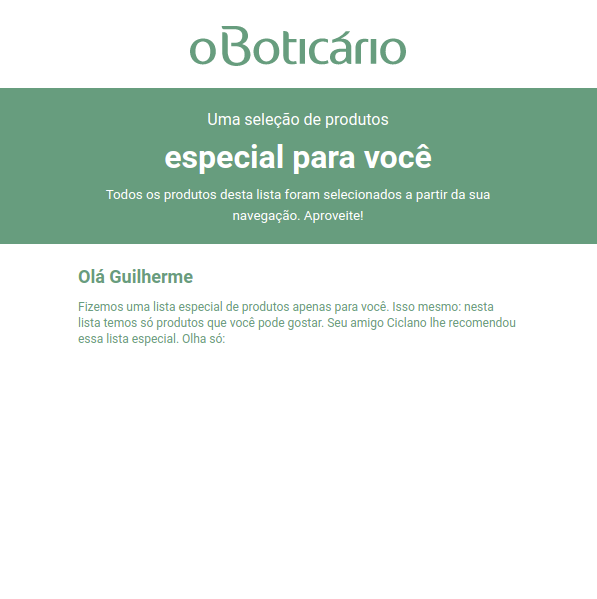 oBoticário
Uma seleção de produtos
especial para você
Todos os produtos desta lista foram selecionados a partir da sua
navegação. Aproveite!
Olá Guilherme
Fizemos uma lista especial de produtos apenas para você. Isso mesmo: nesta
lista temos só produtos que você pode gostar. Seu amigo Ciclano lhe recomendou
essa lista especial. Olha só: